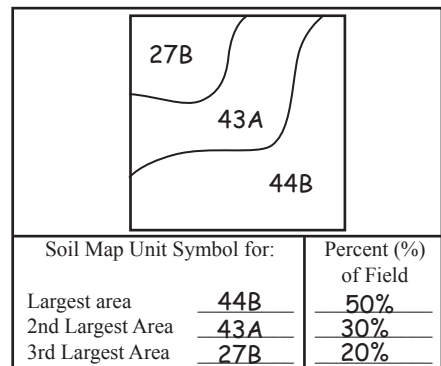 27B
43A
44B
Soil Map Unit Symbol for: Percent (%)
of Field
Largest area 44B 50%
2nd Largest Area 43A 30%
3rd Largest Area 27B 20%